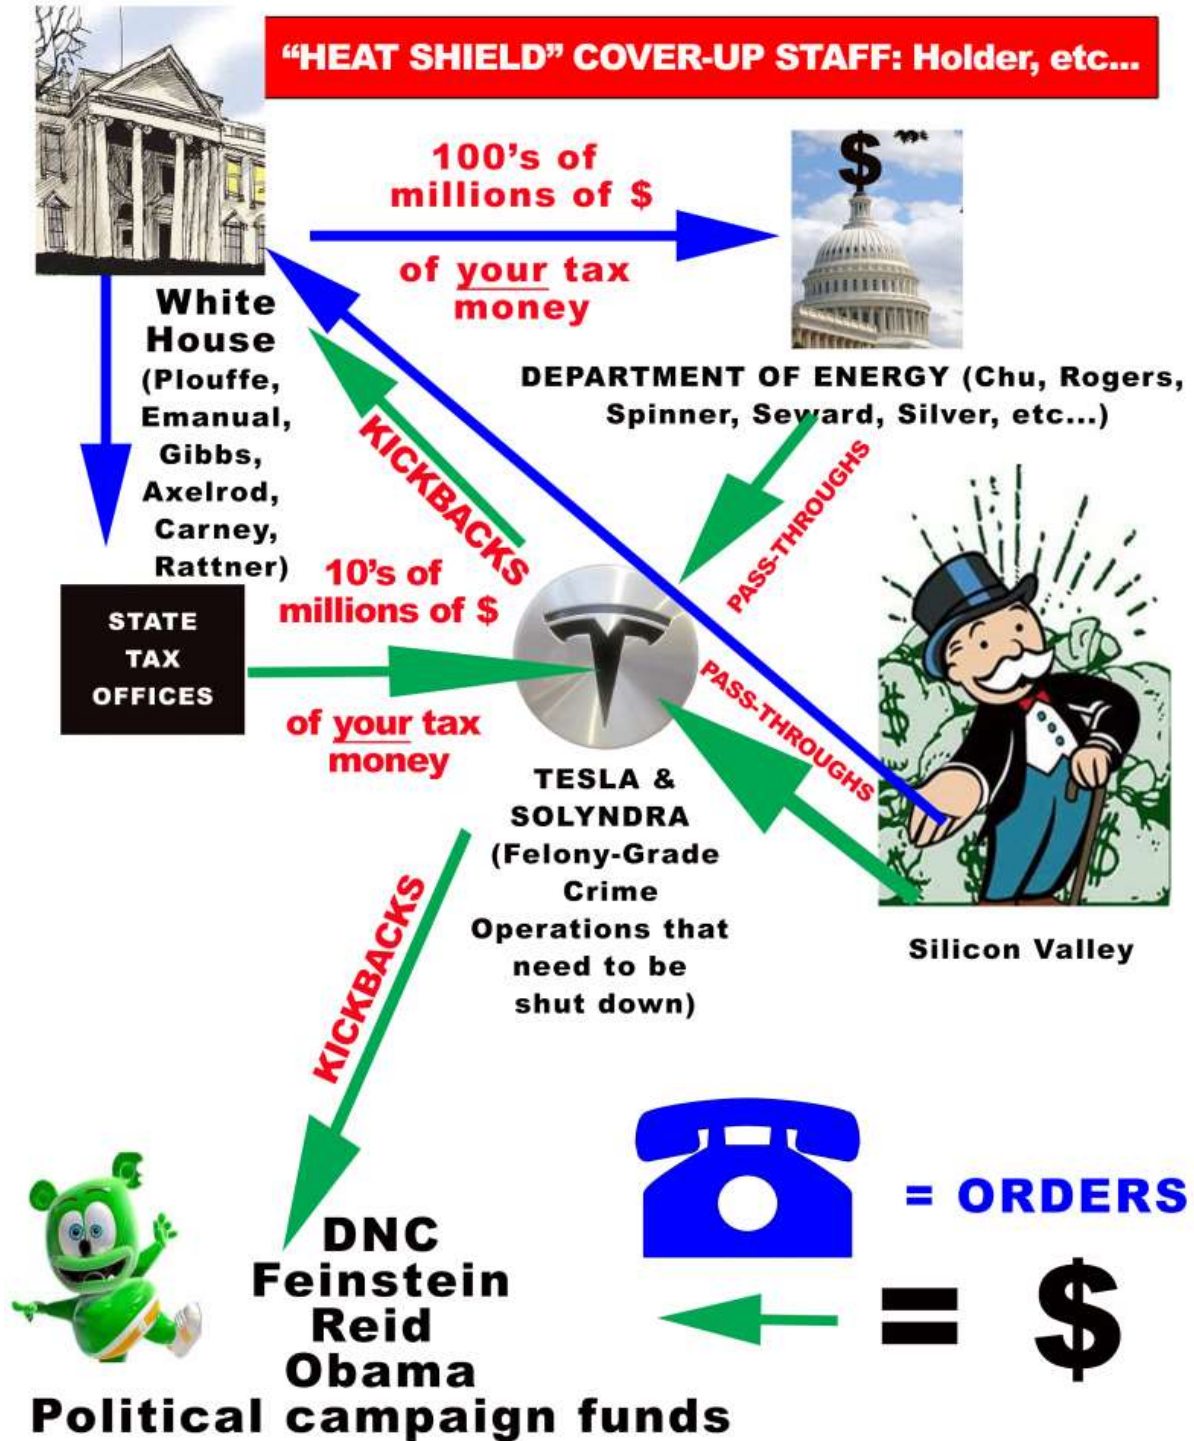 “HEAT SHIELD” COVER-UP STAFF: Holder, etc...
100’s of
millions of $
of your tax
money
$
White
House
(Plouffe,
Emanual,
Gibbs,
Axelrod,
Carney,
Rattner)
DEPARTMENT OF ENERGY (Chu, Rogers,
Spinner, Seward, Silver, etc...)
KICKBACKS
PASS-THROUGHS
STATE
TAX
OFFICES
10’s of
millions of $
of your tax
money
PASS-THROUGHS
TESLA &
SOLYNDRA
(Felony-Grade
Crime
Operations that
need to be
shut down)
Silicon Valley
KICKBACKS
= ORDERS
= $
DNC
Feinstein
Reid
Obama
Political campaign funds